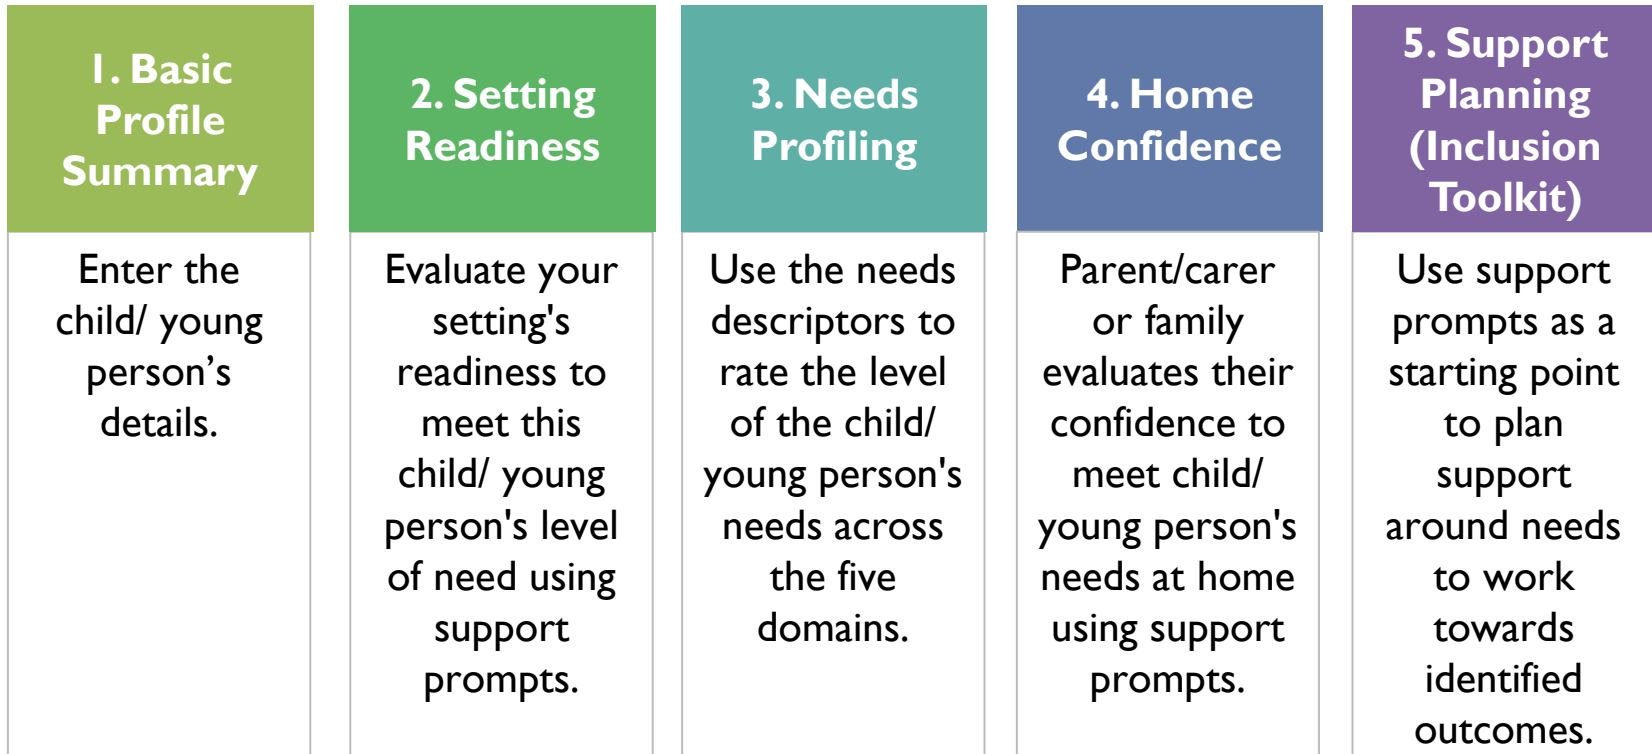 1. Basic
Profile
Summary
Enter the
child/ young
person’s
details.
2. Setting
Readiness
Evaluate your
setting's
readiness to
meet this
child/ young
person's level
of need using
support
prompts.
3. Needs
Profiling
Use the needs
descriptors to
rate the level
of the child/
young person's
needs across
the five
domains.
4. Home
Confidence
Parent/carer
or family
evaluates their
confidence to
meet child/
young person's
needs at home
using support
prompts.
5. Support
Planning
(Inclusion
Toolkit)
Use support
prompts as a
starting point
to plan
support
around needs
to work
towards
identified
outcomes.